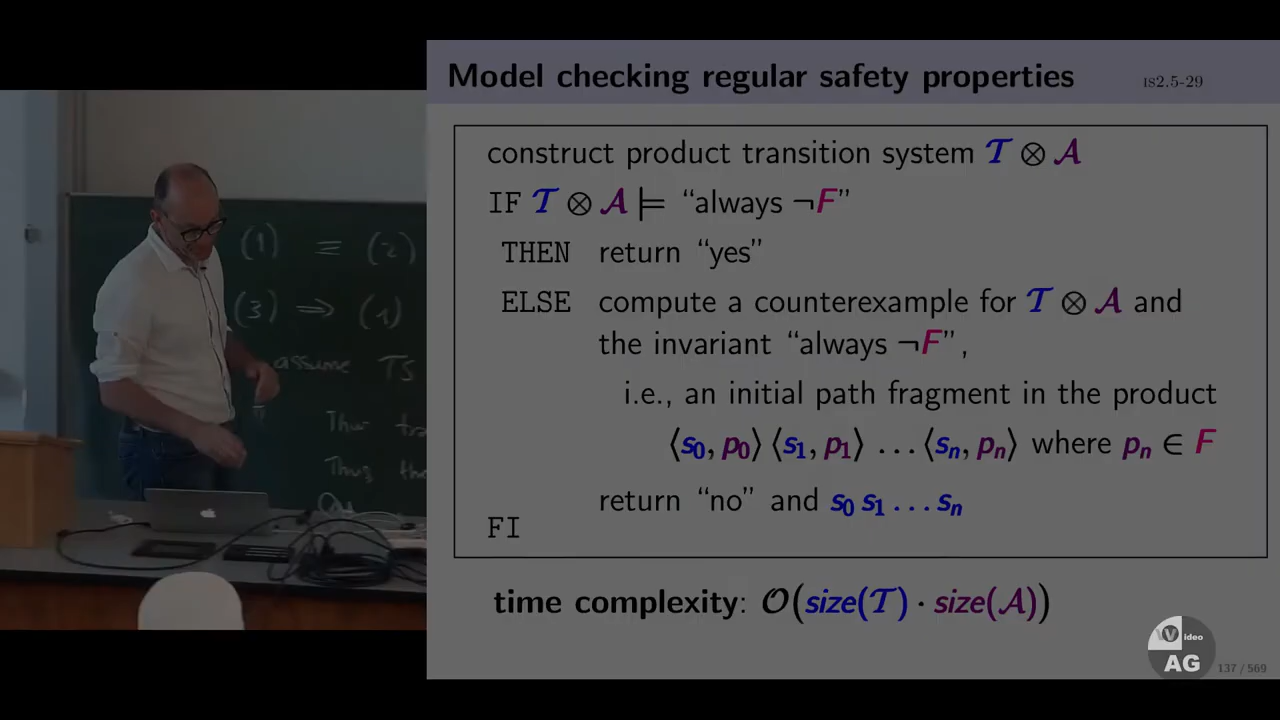 Model checking regular safety properties IS2.5-29
construct product transition system 𝒯 ⊗ 𝒜
IF 𝒯 ⊗ 𝒜 ⊨ “always ¬F”
THEN return “yes”
ELSE compute a counterexample for 𝒯 ⊗ 𝒜 and
the invariant “always ¬F”,
i.e., an initial path fragment in the product
⟨s₀, p₀⟩ ⟨s₁, p₁⟩ ... ⟨sₙ, pₙ⟩ where pₙ ∈ F
return “no” and s₀ s₁ ... sₙ
FI
time complexity: 𝒪(size(𝒯) · size(𝒜))
(1) ≡ (2)
(3) ⟹ (1)
assume TS
Thus
Thus
Video
AG
137 / 569